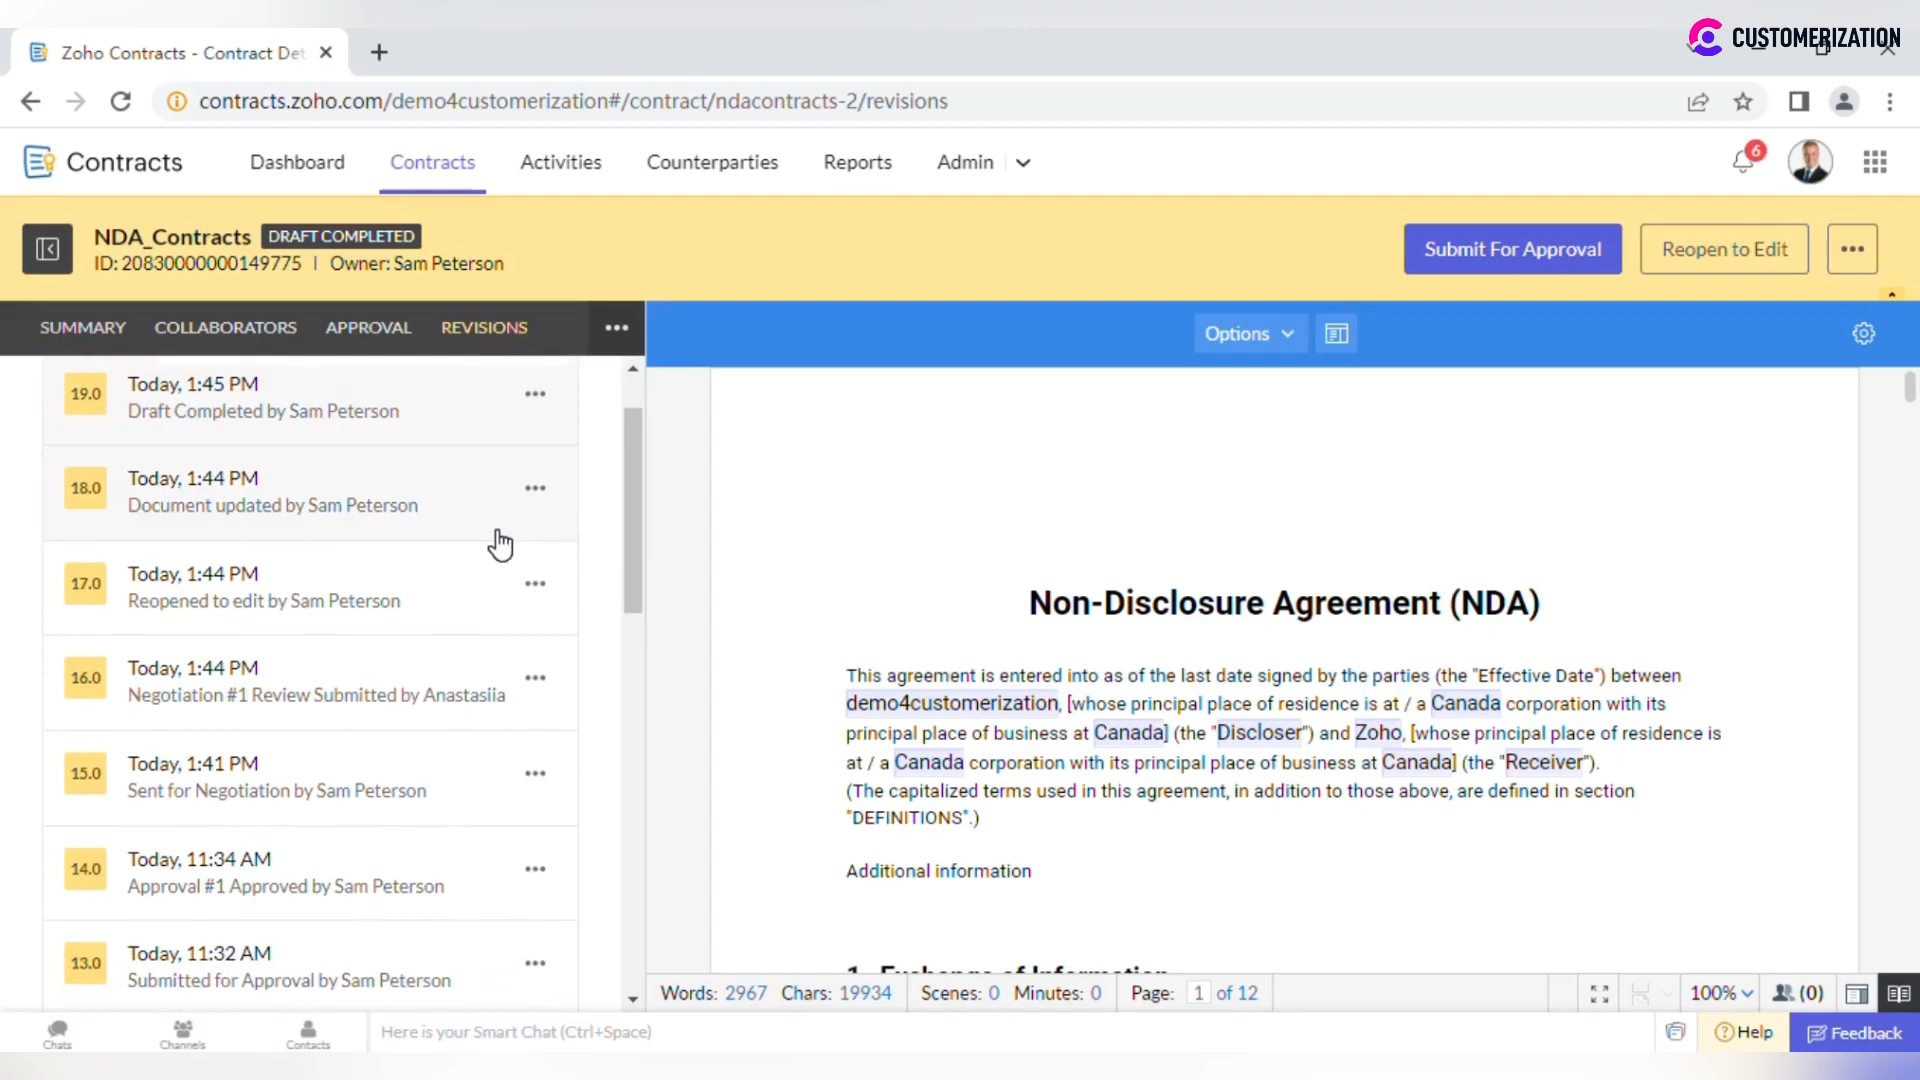 CUSTOMERIZATION
Zoho Contracts - Contract Det
contracts.zoho.com/demo4customerization#/contract/ndacontracts-2/revisions
Contracts
Dashboard
Contracts
Activities
Counterparties
Reports
Admin
6
NDA_Contracts DRAFT COMPLETED
ID: 20830000000149775 | Owner: Sam Peterson
Submit For Approval
Reopen to Edit
SUMMARY
COLLABORATORS
APPROVAL
REVISIONS
Options
19.0
Today, 1:45 PM
Draft Completed by Sam Peterson
18.0
Today, 1:44 PM
Document updated by Sam Peterson
17.0
Today, 1:44 PM
Reopened to edit by Sam Peterson
16.0
Today, 1:44 PM
Negotiation #1 Review Submitted by Anastasiia
15.0
Today, 1:41 PM
Sent for Negotiation by Sam Peterson
14.0
Today, 11:34 AM
Approval #1 Approved by Sam Peterson
13.0
Today, 11:32 AM
Submitted for Approval by Sam Peterson
Non-Disclosure Agreement (NDA)
This agreement is entered into as of the last date signed by the parties (the "Effective Date") between
demo4customerization, [whose principal place of residence is at / a Canada corporation with its
principal place of business at Canada] (the "Discloser") and Zoho, [whose principal place of residence is
at / a Canada corporation with its principal place of business at Canada] (the "Receiver").
(The capitalized terms used in this agreement, in addition to those above, are defined in section
"DEFINITIONS".)
Additional information
1. Exchange of Information
Words: 2967 Chars: 19934 Scenes: 0 Minutes: 0 Page: 1 of 12
100%
(0)
Chats
Channels
Contacts
Here is your Smart Chat (Ctrl+Space)
Help
Feedback